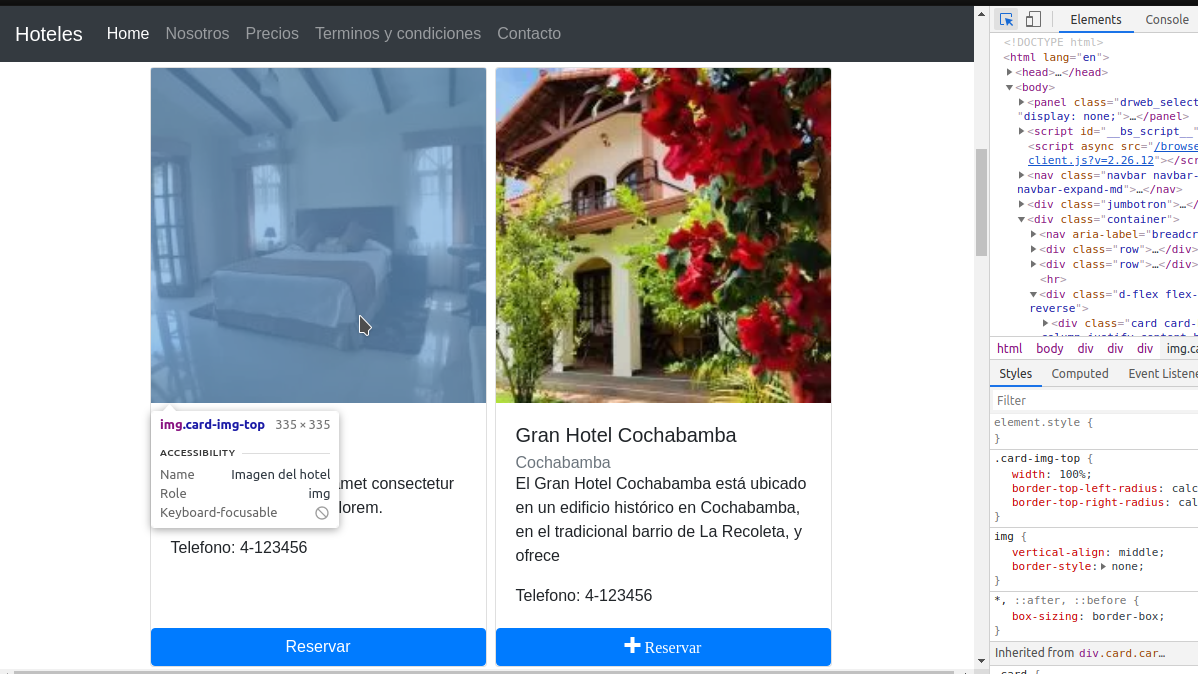 Hoteles Home Nosotros Precios Terminos y condiciones Contacto
img.card-img-top 335 × 335
ACCESSIBILITY
Name Imagen del hotel
Role img
Keyboard-focusable
amet consectetur
lorem.
Telefono: 4-123456
Reservar
Gran Hotel Cochabamba
Cochabamba
El Gran Hotel Cochabamba está ubicado
en un edificio histórico en Cochabamba,
en el tradicional barrio de La Recoleta, y
ofrece
Telefono: 4-123456
Reservar
Elements Console
<!DOCTYPE html>
<html lang="en">
<head>…</head>
<body>
<panel class="drweb_select
"display: none;">…</panel>
<script id="__bs_script__"
<script async src="/browse
client.js?v=2.26.12"></scr
<nav class="navbar navbar-
navbar-expand-md">…</nav>
<div class="jumbotron">…</
<div class="container">
<nav aria-label="breadcr
<div class="row">…</div>
<div class="row">…</div>
<hr>
<div class="d-flex flex-
reverse">
<div class="card card-
column justify-content-b
html body div div div img.ca
Styles Computed Event Listene
Filter
element.style {
}
.card-img-top {
width: 100%;
border-top-left-radius: calc
border-top-right-radius: cal
}
img {
vertical-align: middle;
border-style: none;
}
*, ::after, ::before {
box-sizing: border-box;
}
Inherited from div.card.car…
.card {